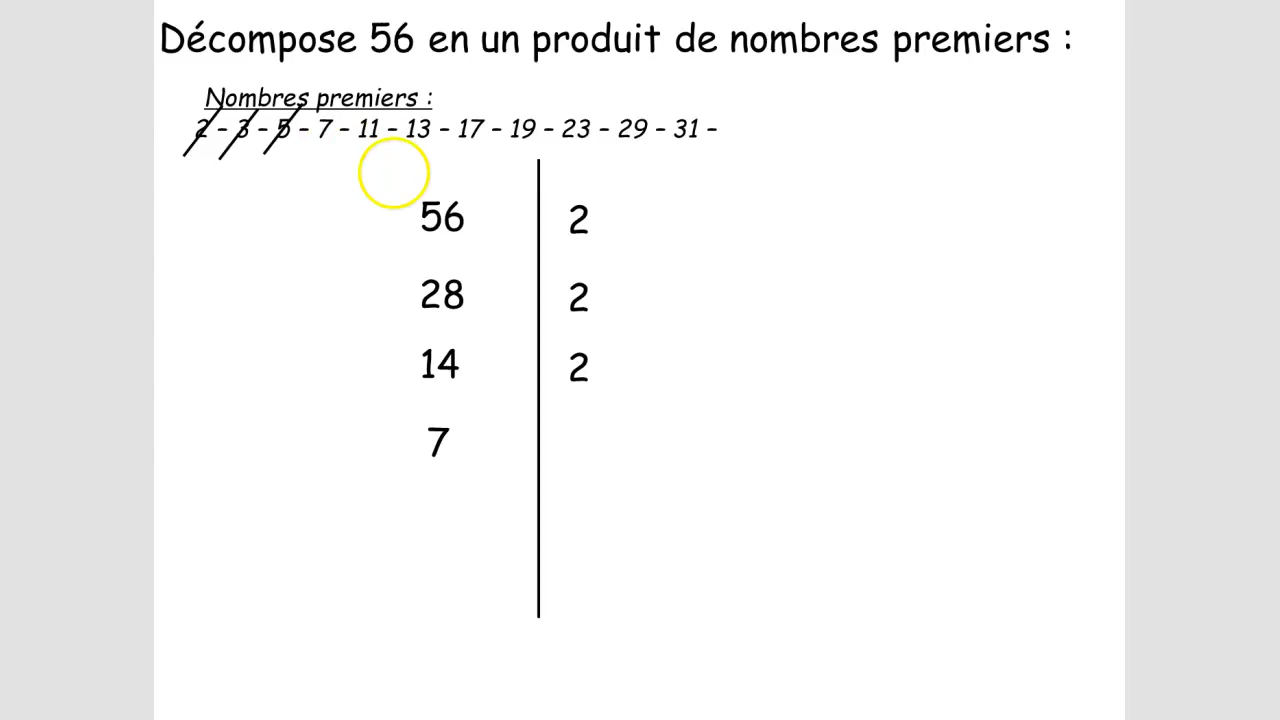 Décompose 56 en un produit de nombres premiers :
Nombres premiers :
2 – 3 – 5 – 7 – 11 – 13 – 17 – 19 – 23 – 29 – 31 –
56 2
28 2
14 2
7